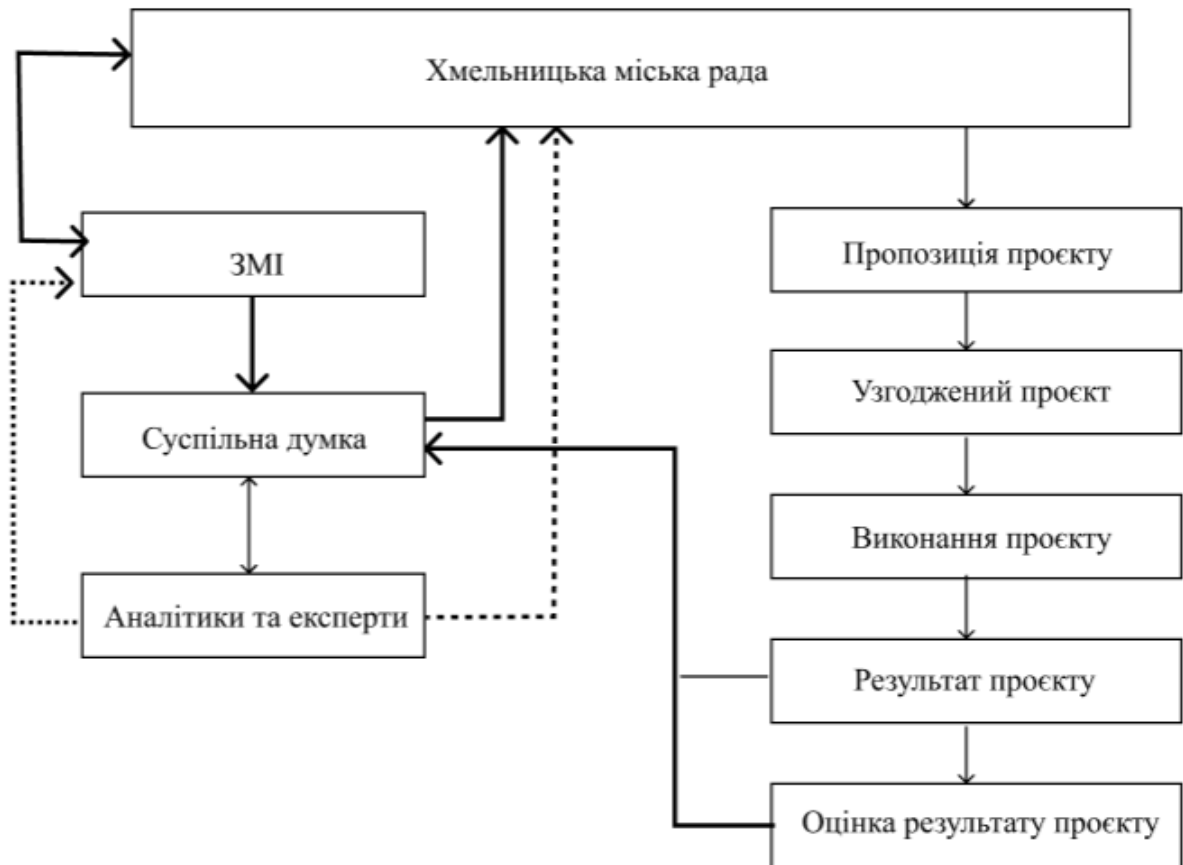 Хмельницька міська рада
ЗМІ
Суспільна думка
Аналітики та експерти
Пропозиція проєкту
Узгоджений проєкт
Виконання проєкту
Результат проєкту
Оцінка результату проєкту